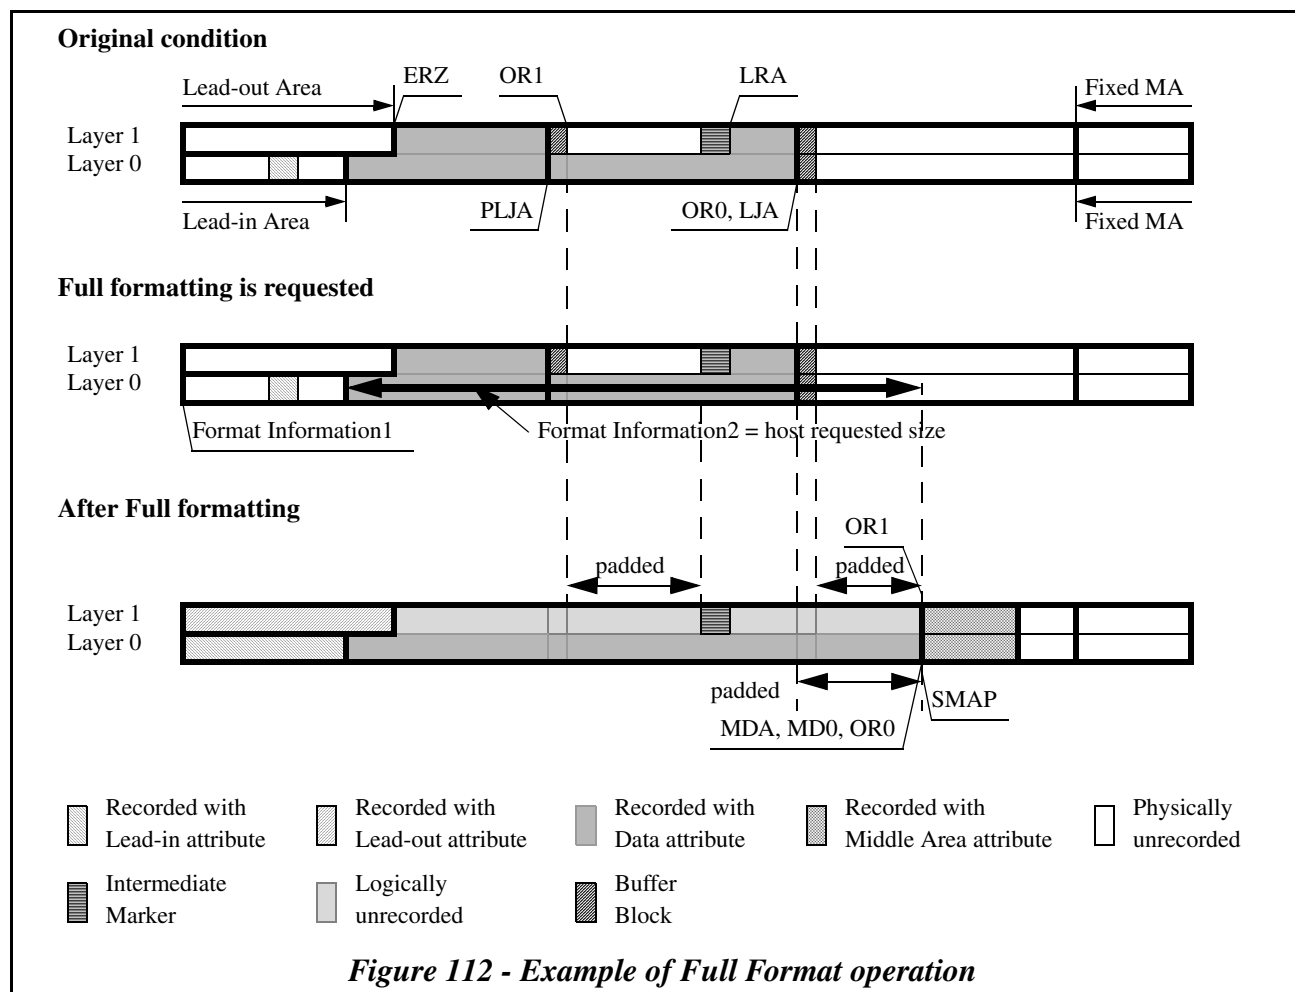 Original condition
ERZ OR1 LRA
Lead-out Area Fixed MA
Layer 1
Layer 0
PLJA OR0, LJA
Lead-in Area Fixed MA
Full formatting is requested
Layer 1
Layer 0
Format Information1 Format Information2 = host requested size
After Full formatting
OR1
padded padded
Layer 1
Layer 0
padded SMAP
MDA, MD0, OR0
Recorded with Recorded with Recorded with Recorded with Physically
Lead-in attribute Lead-out attribute Data attribute Middle Area attribute unrecorded
Intermediate Logically Buffer
Marker unrecorded Block
Figure 112 - Example of Full Format operation